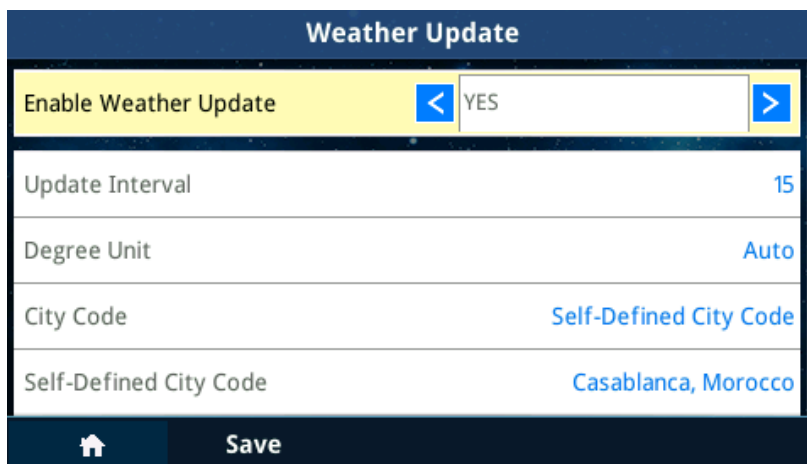 Weather Update
Enable Weather Update < YES >
Update Interval 15
Degree Unit Auto
City Code Self-Defined City Code
Self-Defined City Code Casablanca, Morocco
Save